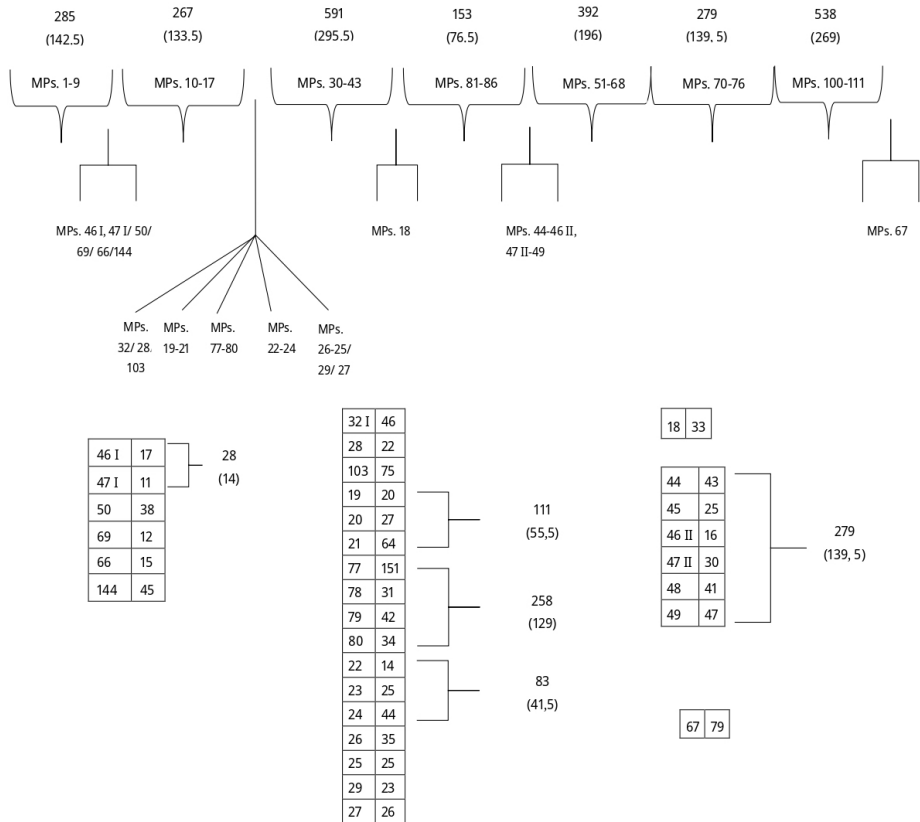 285 267 591 153 392 279 538
(142.5) (133.5) (295.5) (76.5) (196) (139, 5) (269)
MPs. 1-9 MPs. 10-17 MPs. 30-43 MPs. 81-86 MPs. 51-68 MPs. 70-76 MPs. 100-111
MPs. 46 I, 47 I/ 50/
69/ 66/144
MPs. 18
MPs. 44-46 II,
47 II-49
MPs. 67
MPs.
32/ 28/
103
MPs.
19-21
MPs.
77-80
MPs.
22-24
MPs.
26-25/
29/ 27
46 I 17
47 I 11
50 38
69 12
66 15
144 45
28
(14)
32 I 46
28 22
103 75
19 20
20 27
21 64
77 151
78 31
79 42
80 34
22 14
23 25
24 44
26 35
25 25
29 23
27 26
111
(55,5)
258
(129)
83
(41,5)
18 33
44 43
45 25
46 II 16
47 II 30
48 41
49 47
279
(139, 5)
67 79